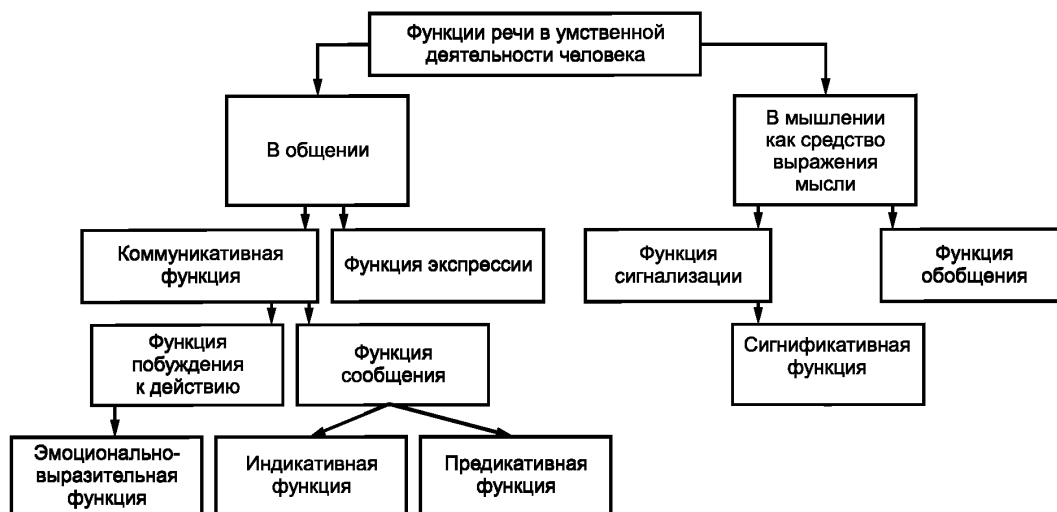 Функции речи в умственной
деятельности человека
В общении
В мышлении
как средство
выражения
мысли
Коммуникативная
функция
Функция экспрессии
Функция
сигнализации
Функция
обобщения
Функция
побуждения
к действию
Функция
сообщения
Сигнификативная
функция
Эмоционально-
выразительная
функция
Индикативная
функция
Предикативная
функция